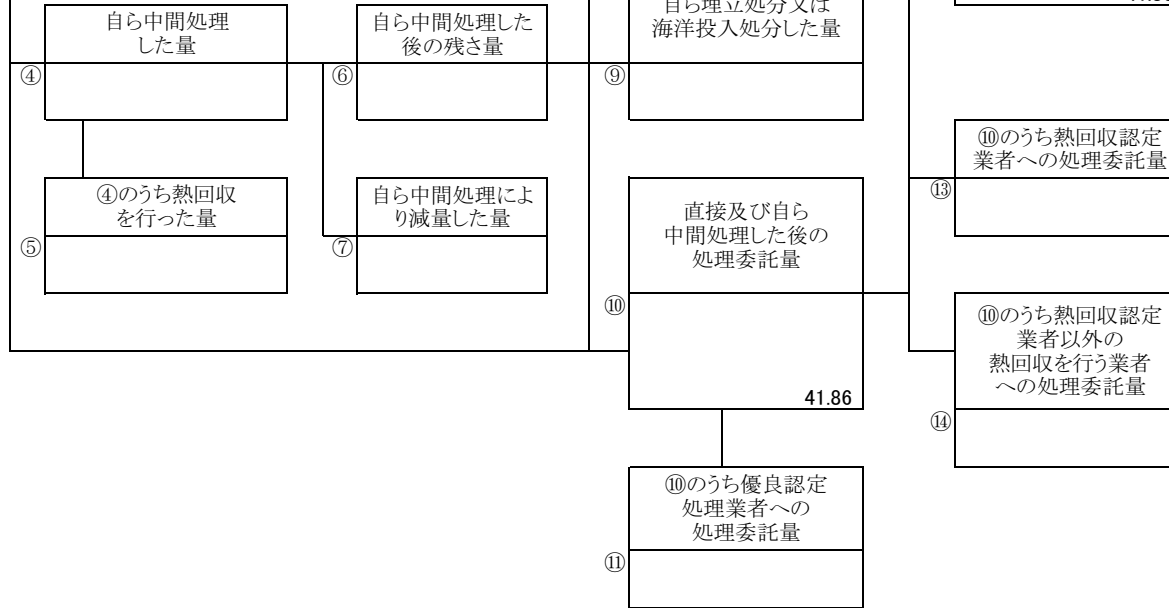 自ら中間処理
した量
④
自ら中間処理した
後の残さ量
⑥
自ら埋立処分又は
海洋投入処分した量
⑨
④のうち熱回収
を行った量
⑤
自ら中間処理によ
り減量した量
⑦
直接及び自ら
中間処理した後の
処理委託量
⑩
41.86
⑩のうち優良認定
処理業者への
処理委託量
⑪
⑩のうち熱回収認定
業者への処理委託量
⑬
⑩のうち熱回収認定
業者以外の
熱回収を行う業者
への処理委託量
⑭